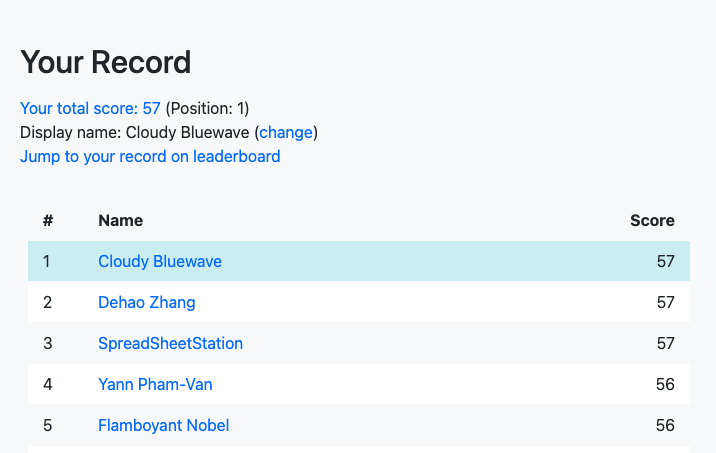 Your Record
Your total score: 57 (Position: 1)
Display name: Cloudy Bluewave (change)
Jump to your record on leaderboard
# Name Score
1 Cloudy Bluewave 57
2 Dehao Zhang 57
3 SpreadSheetStation 57
4 Yann Pham-Van 56
5 Flamboyant Nobel 56